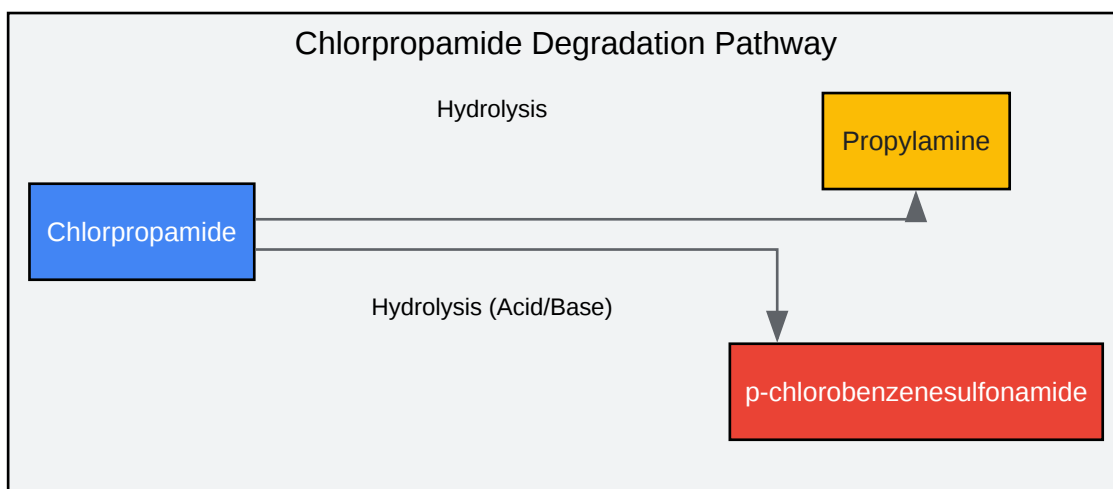 Chlorpropamide Degradation Pathway
Hydrolysis
Propylamine
Chlorpropamide
Hydrolysis (Acid/Base)
p-chlorobenzenesulfonamide